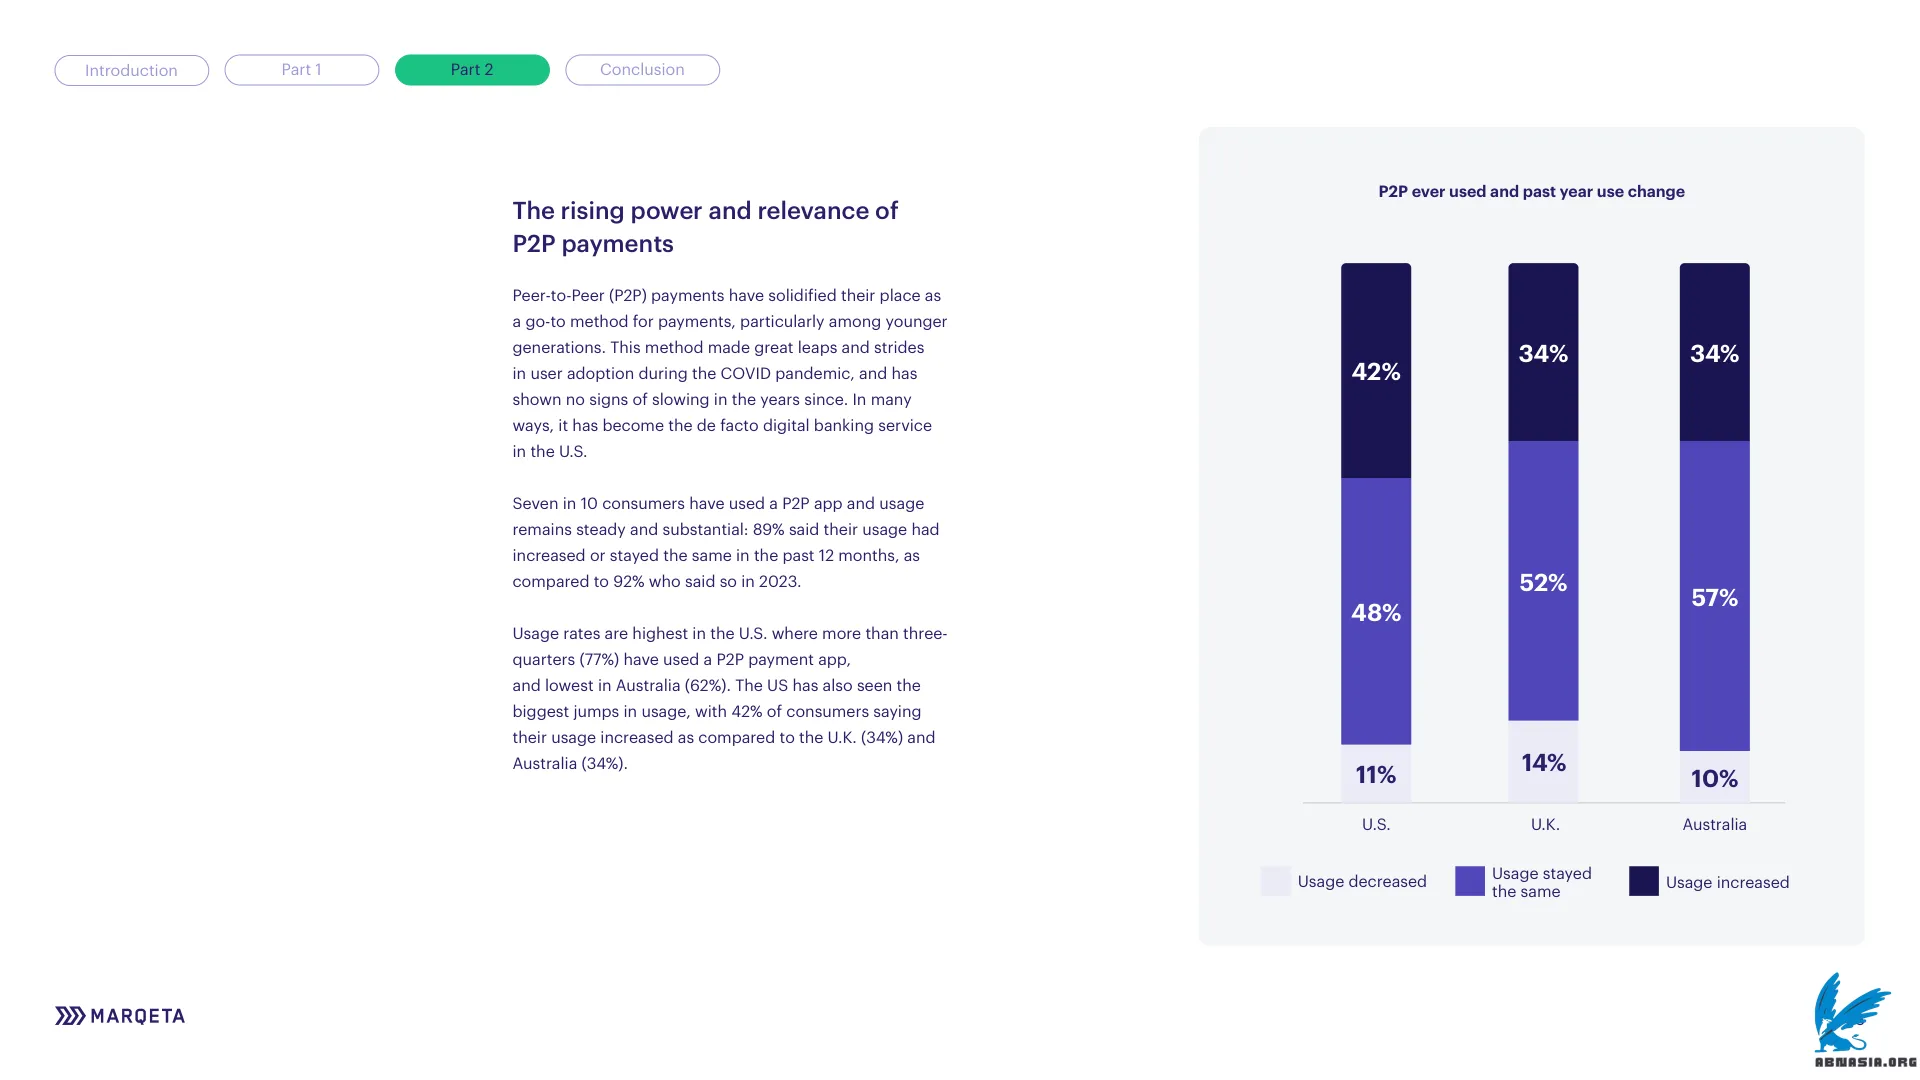 Introduction
Part 1
Part 2
Conclusion
The rising power and relevance of
P2P payments
Peer-to-Peer (P2P) payments have solidified their place as
a go-to method for payments, particularly among younger
generations. This method made great leaps and strides
in user adoption during the COVID pandemic, and has
shown no signs of slowing in the years since. In many
ways, it has become the de facto digital banking service
in the U.S.
Seven in 10 consumers have used a P2P app and usage
remains steady and substantial: 89% said their usage had
increased or stayed the same in the past 12 months, as
compared to 92% who said so in 2023.
Usage rates are highest in the U.S. where more than three-
quarters (77%) have used a P2P payment app,
and lowest in Australia (62%). The US has also seen the
biggest jumps in usage, with 42% of consumers saying
their usage increased as compared to the U.K. (34%) and
Australia (34%).
P2P ever used and past year use change
42%
34%
34%
48%
52%
57%
11%
14%
10%
U.S.
U.K.
Australia
Usage decreased
Usage stayed
the same
Usage increased
MARQETA
ABNASIA.ORG